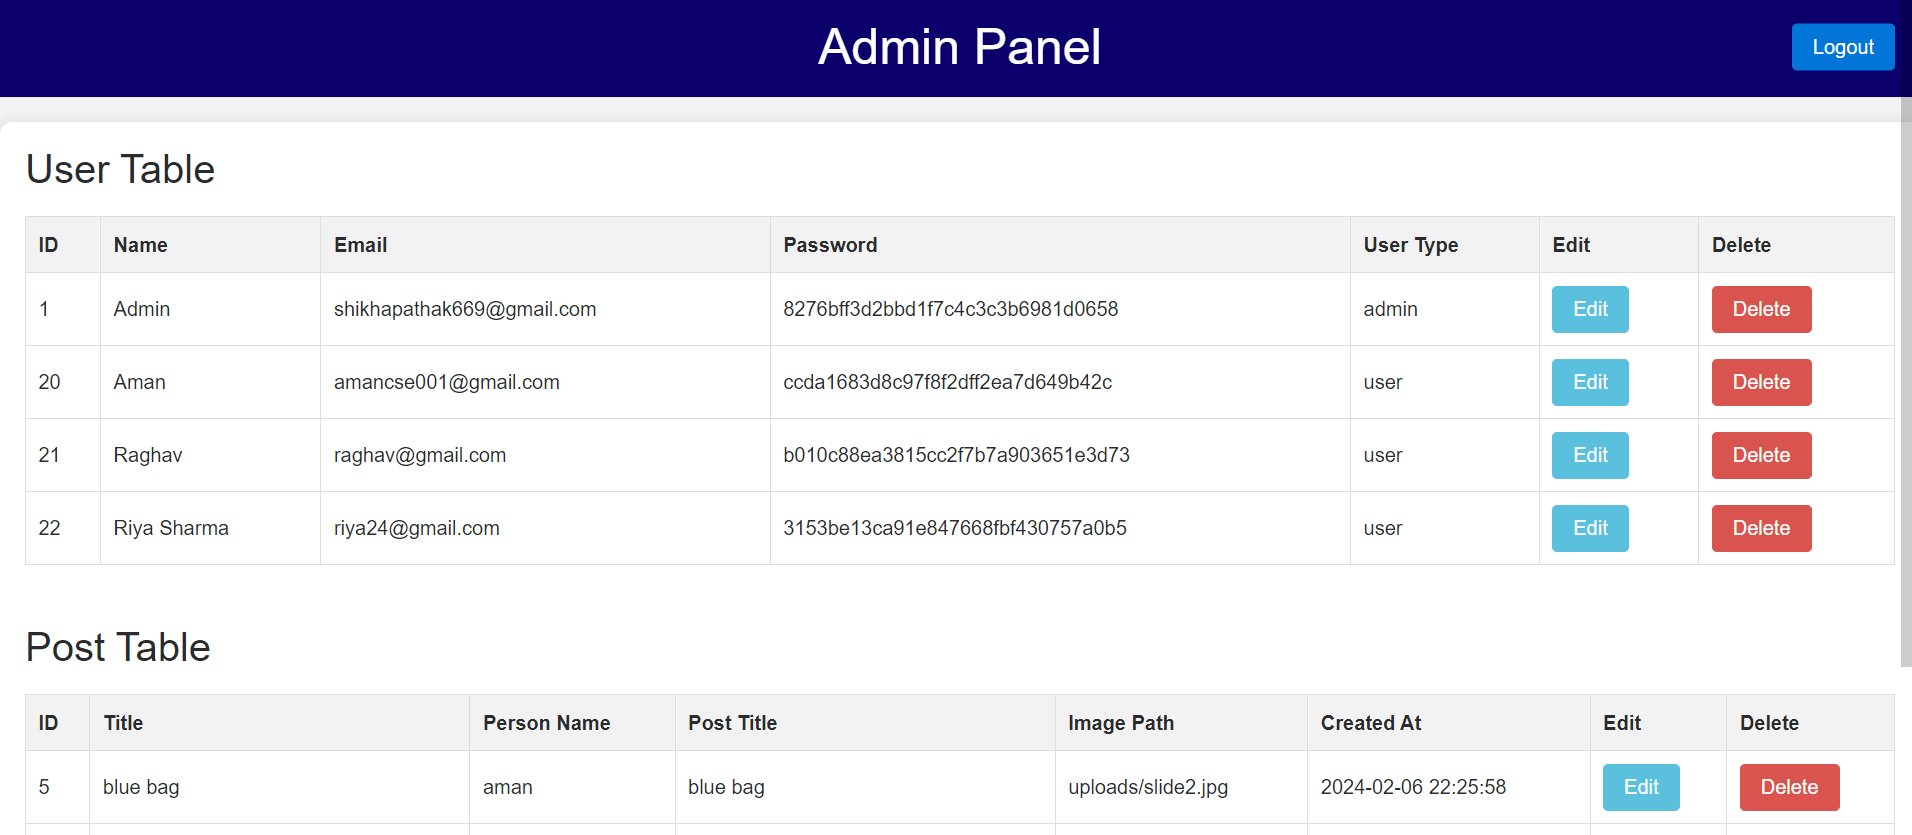 Admin Panel
Logout
User Table
ID Name Email Password User Type Edit Delete
1 Admin shikhapathak669@gmail.com 8276bff3d2bbd1f7c4c3c3b6981d0658 admin Edit Delete
20 Aman amancse001@gmail.com ccda1683d8c97f8f2dff2ea7d649b42c user Edit Delete
21 Raghav raghav@gmail.com b010c88ea3815cc2f7b7a903651e3d73 user Edit Delete
22 Riya Sharma riya24@gmail.com 3153be13ca91e847668fbf430757a0b5 user Edit Delete
Post Table
ID Title Person Name Post Title Image Path Created At Edit Delete
5 blue bag aman blue bag uploads/slide2.jpg 2024-02-06 22:25:58 Edit Delete